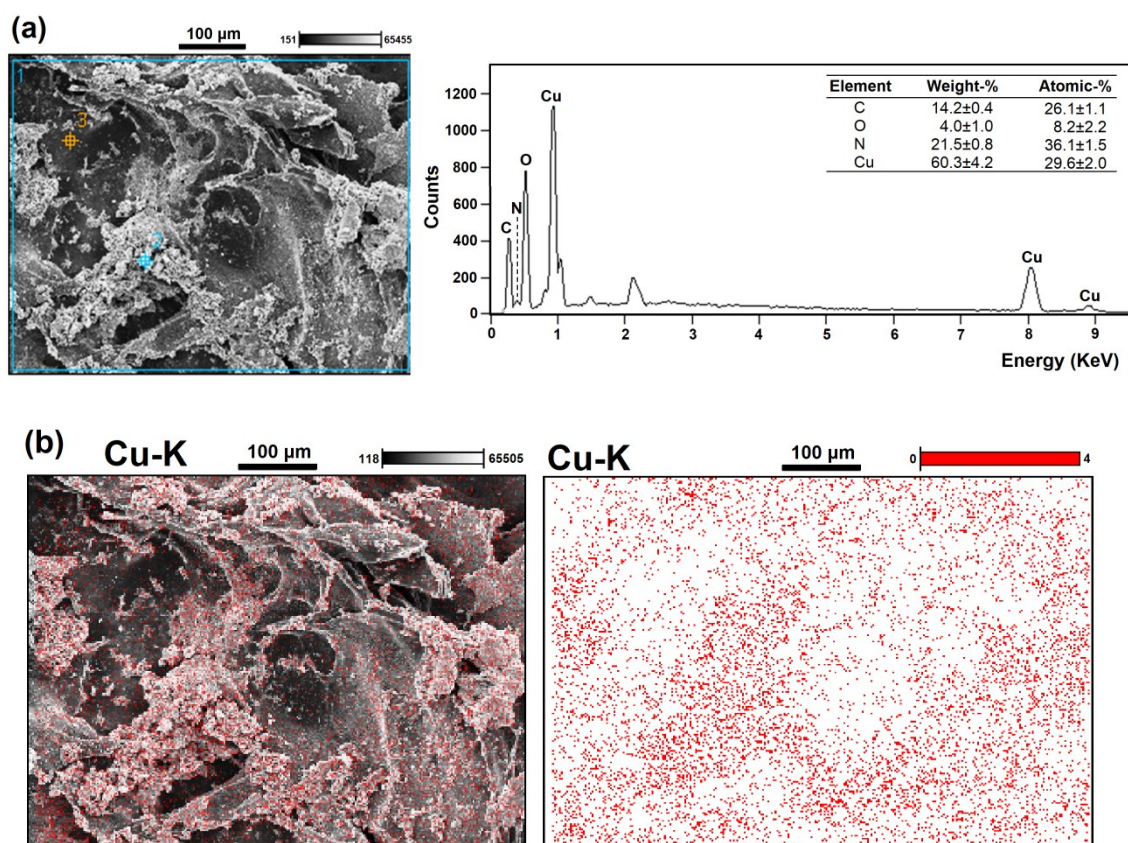 (a)
100 µm
151
65455
1
3
2
Counts
1200
1000
800
600
400
200
0
C
N
O
Cu
Cu
Cu
0 1 2 3 4 5 6 7 8 9
Energy (KeV)
Element Weight-% Atomic-%
C 14.2±0.4 26.1±1.1
O 4.0±1.0 8.2±2.2
N 21.5±0.8 36.1±1.5
Cu 60.3±4.2 29.6±2.0
(b)
Cu-K
100 µm
118
65505
Cu-K
100 µm
0
4